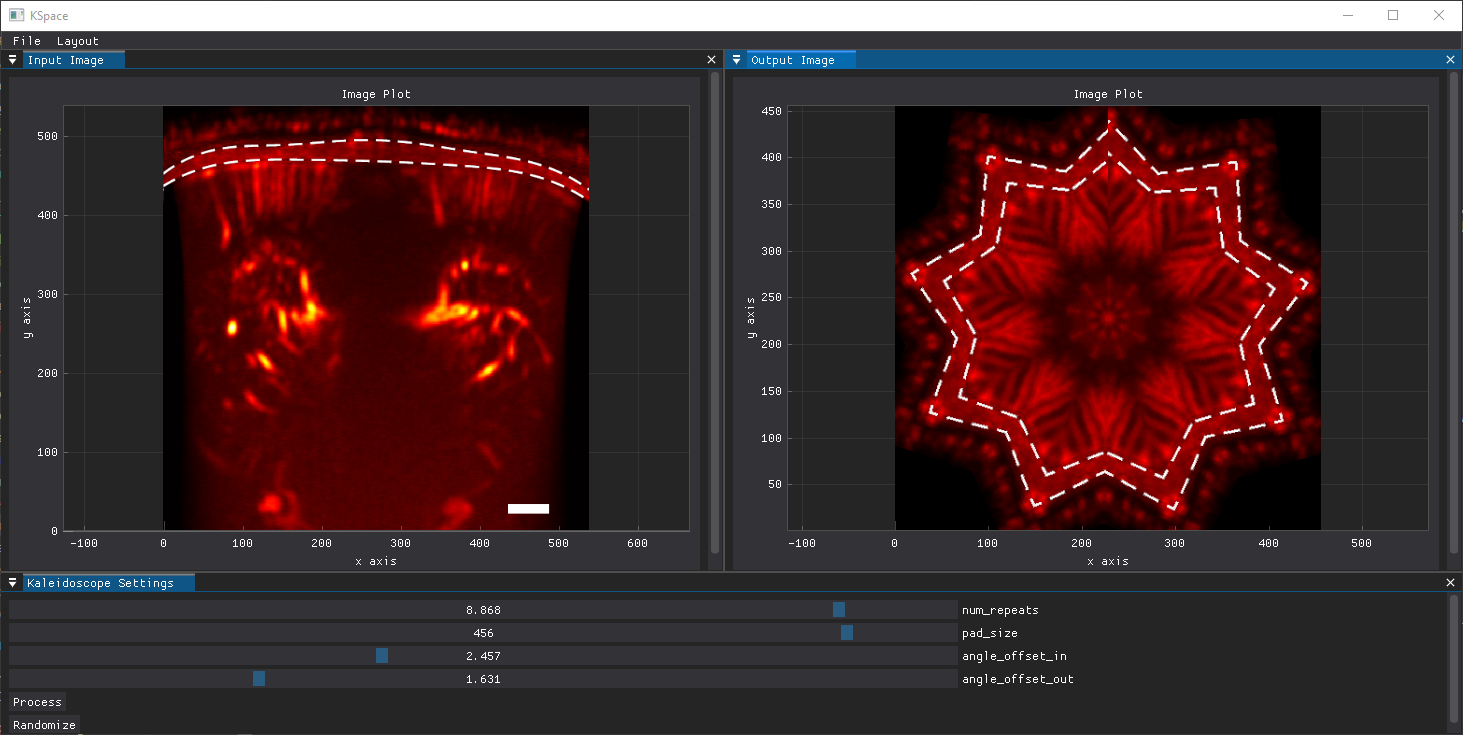 KSpace
File Layout
Input Image
Image Plot
500
400
300
200
100
0
y axis
-100 0 100 200 300 400 500 600
x axis
Output Image
Image Plot
450
400
350
300
250
200
150
100
50
y axis
-100 0 100 200 300 400 500
x axis
Kaleidoscope Settings
8.868 num_repeats
456 pad_size
2.457 angle_offset_in
1.631 angle_offset_out
Process
Randomize